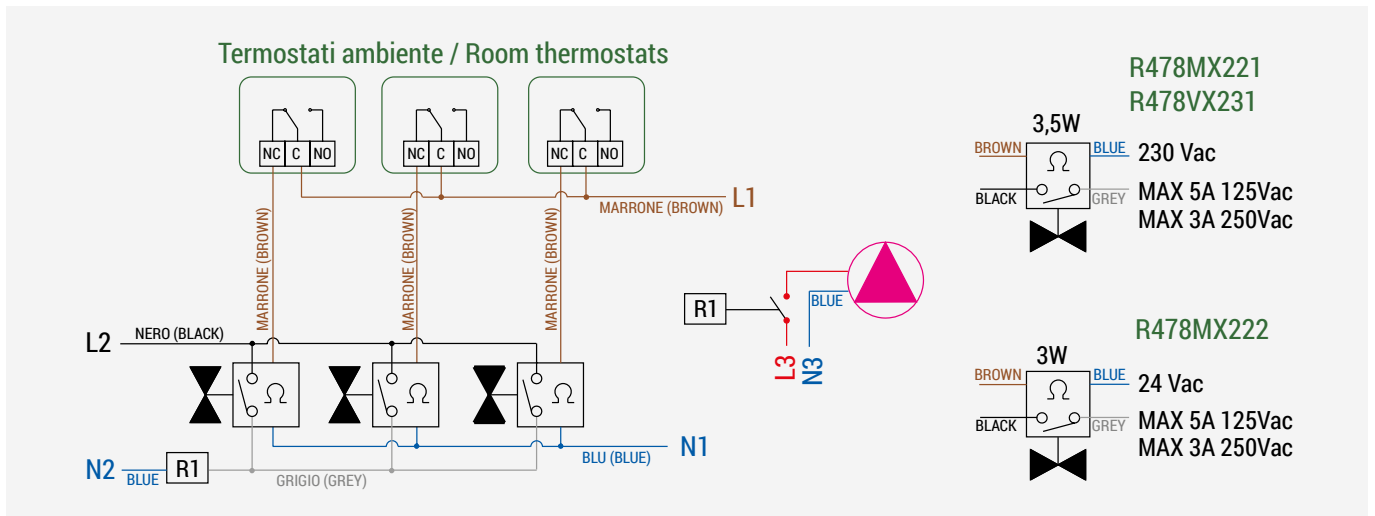 Termostati ambiente / Room thermostats
NC C NO
NC C NO
NC C NO
MARRONE (BROWN) L1
MARRONE (BROWN)
MARRONE (BROWN)
MARRONE (BROWN)
L2 NERO (BLACK)
Ω
Ω
Ω
BLU (BLUE) N1
N2 BLUE R1
GRIGIO (GREY)
R1
BLUE
L3
N3
R478MX221
R478VX231
3,5W
BROWN Ω BLUE 230 Vac
BLACK GREY MAX 5A 125Vac
MAX 3A 250Vac
R478MX222
3W
BROWN Ω BLUE 24 Vac
BLACK GREY MAX 5A 125Vac
MAX 3A 250Vac